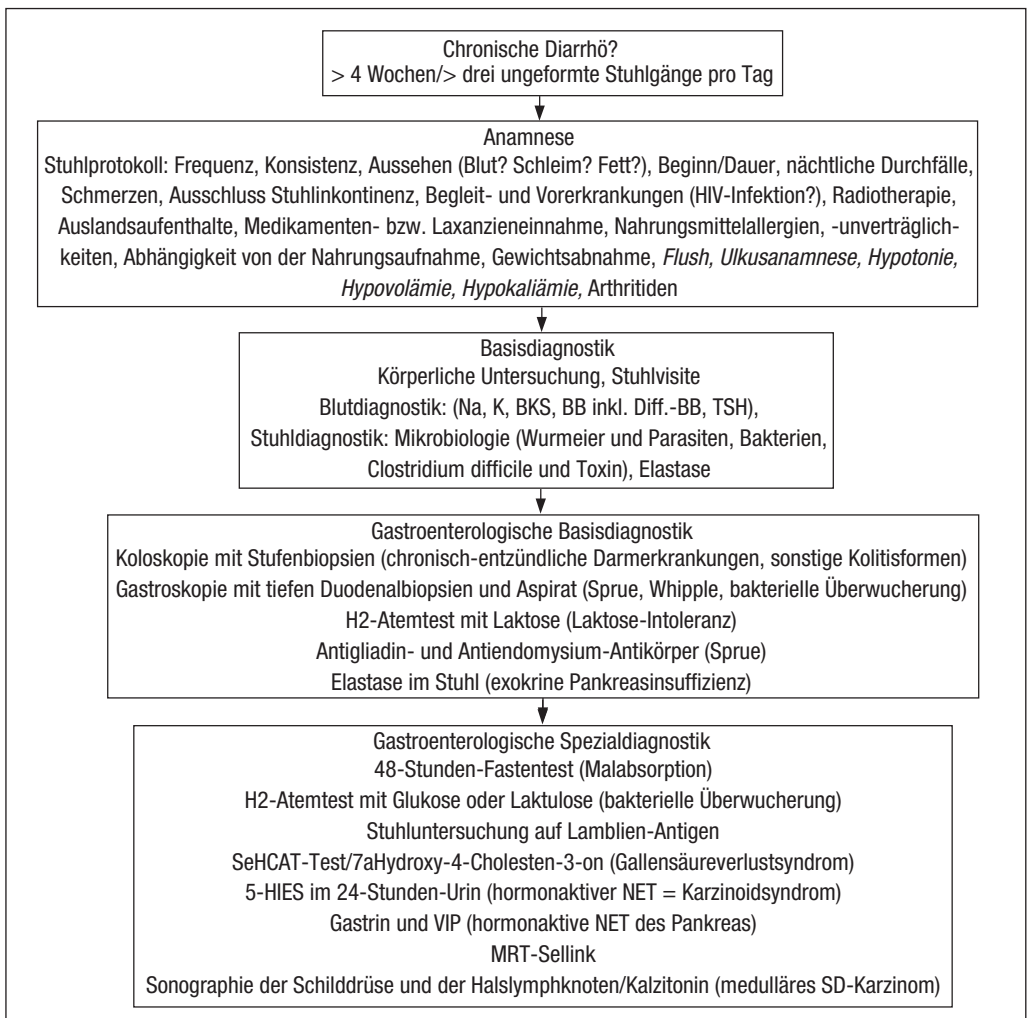 Chronische Diarrhö?
> 4 Wochen/> drei ungeformte Stuhlgänge pro Tag
Anamnese
Stuhlprotokoll: Frequenz, Konsistenz, Aussehen (Blut? Schleim? Fett?), Beginn/Dauer, nächtliche Durchfälle,
Schmerzen, Ausschluss Stuhlinkontinenz, Begleit- und Vorerkrankungen (HIV-Infektion?), Radiotherapie,
Auslandsaufenthalte, Medikamenten- bzw. Laxanzieneinnahme, Nahrungsmittelallergien, -unverträglich-
keiten, Abhängigkeit von der Nahrungsaufnahme, Gewichtsabnahme, Flush, Ulkusanamnese, Hypotonie,
Hypovolämie, Hypokaliämie, Arthritiden
Basisdiagnostik
Körperliche Untersuchung, Stuhlvisite
Blutdiagnostik: (Na, K, BKS, BB inkl. Diff.-BB, TSH),
Stuhldiagnostik: Mikrobiologie (Wurmeier und Parasiten, Bakterien,
Clostridium difficile und Toxin), Elastase
Gastroenterologische Basisdiagnostik
Koloskopie mit Stufenbiopsien (chronisch-entzündliche Darmerkrankungen, sonstige Kolitisformen)
Gastroskopie mit tiefen Duodenalbiopsien und Aspirat (Sprue, Whipple, bakterielle Überwucherung)
H2-Atemtest mit Laktose (Laktose-Intoleranz)
Antigliadin- und Antiendomysium-Antikörper (Sprue)
Elastase im Stuhl (exokrine Pankreasinsuffizienz)
Gastroenterologische Spezialdiagnostik
48-Stunden-Fastentest (Malabsorption)
H2-Atemtest mit Glukose oder Laktulose (bakterielle Überwucherung)
Stuhluntersuchung auf Lamblien-Antigen
SeHCAT-Test/7aHydroxy-4-Cholesten-3-on (Gallensäureverlustsyndrom)
5-HIES im 24-Stunden-Urin (hormonaktiver NET = Karzinoidsyndrom)
Gastrin und VIP (hormonaktive NET des Pankreas)
MRT-Sellink
Sonographie der Schilddrüse und der Halslymphknoten/Kalzitonin (medulläres SD-Karzinom)